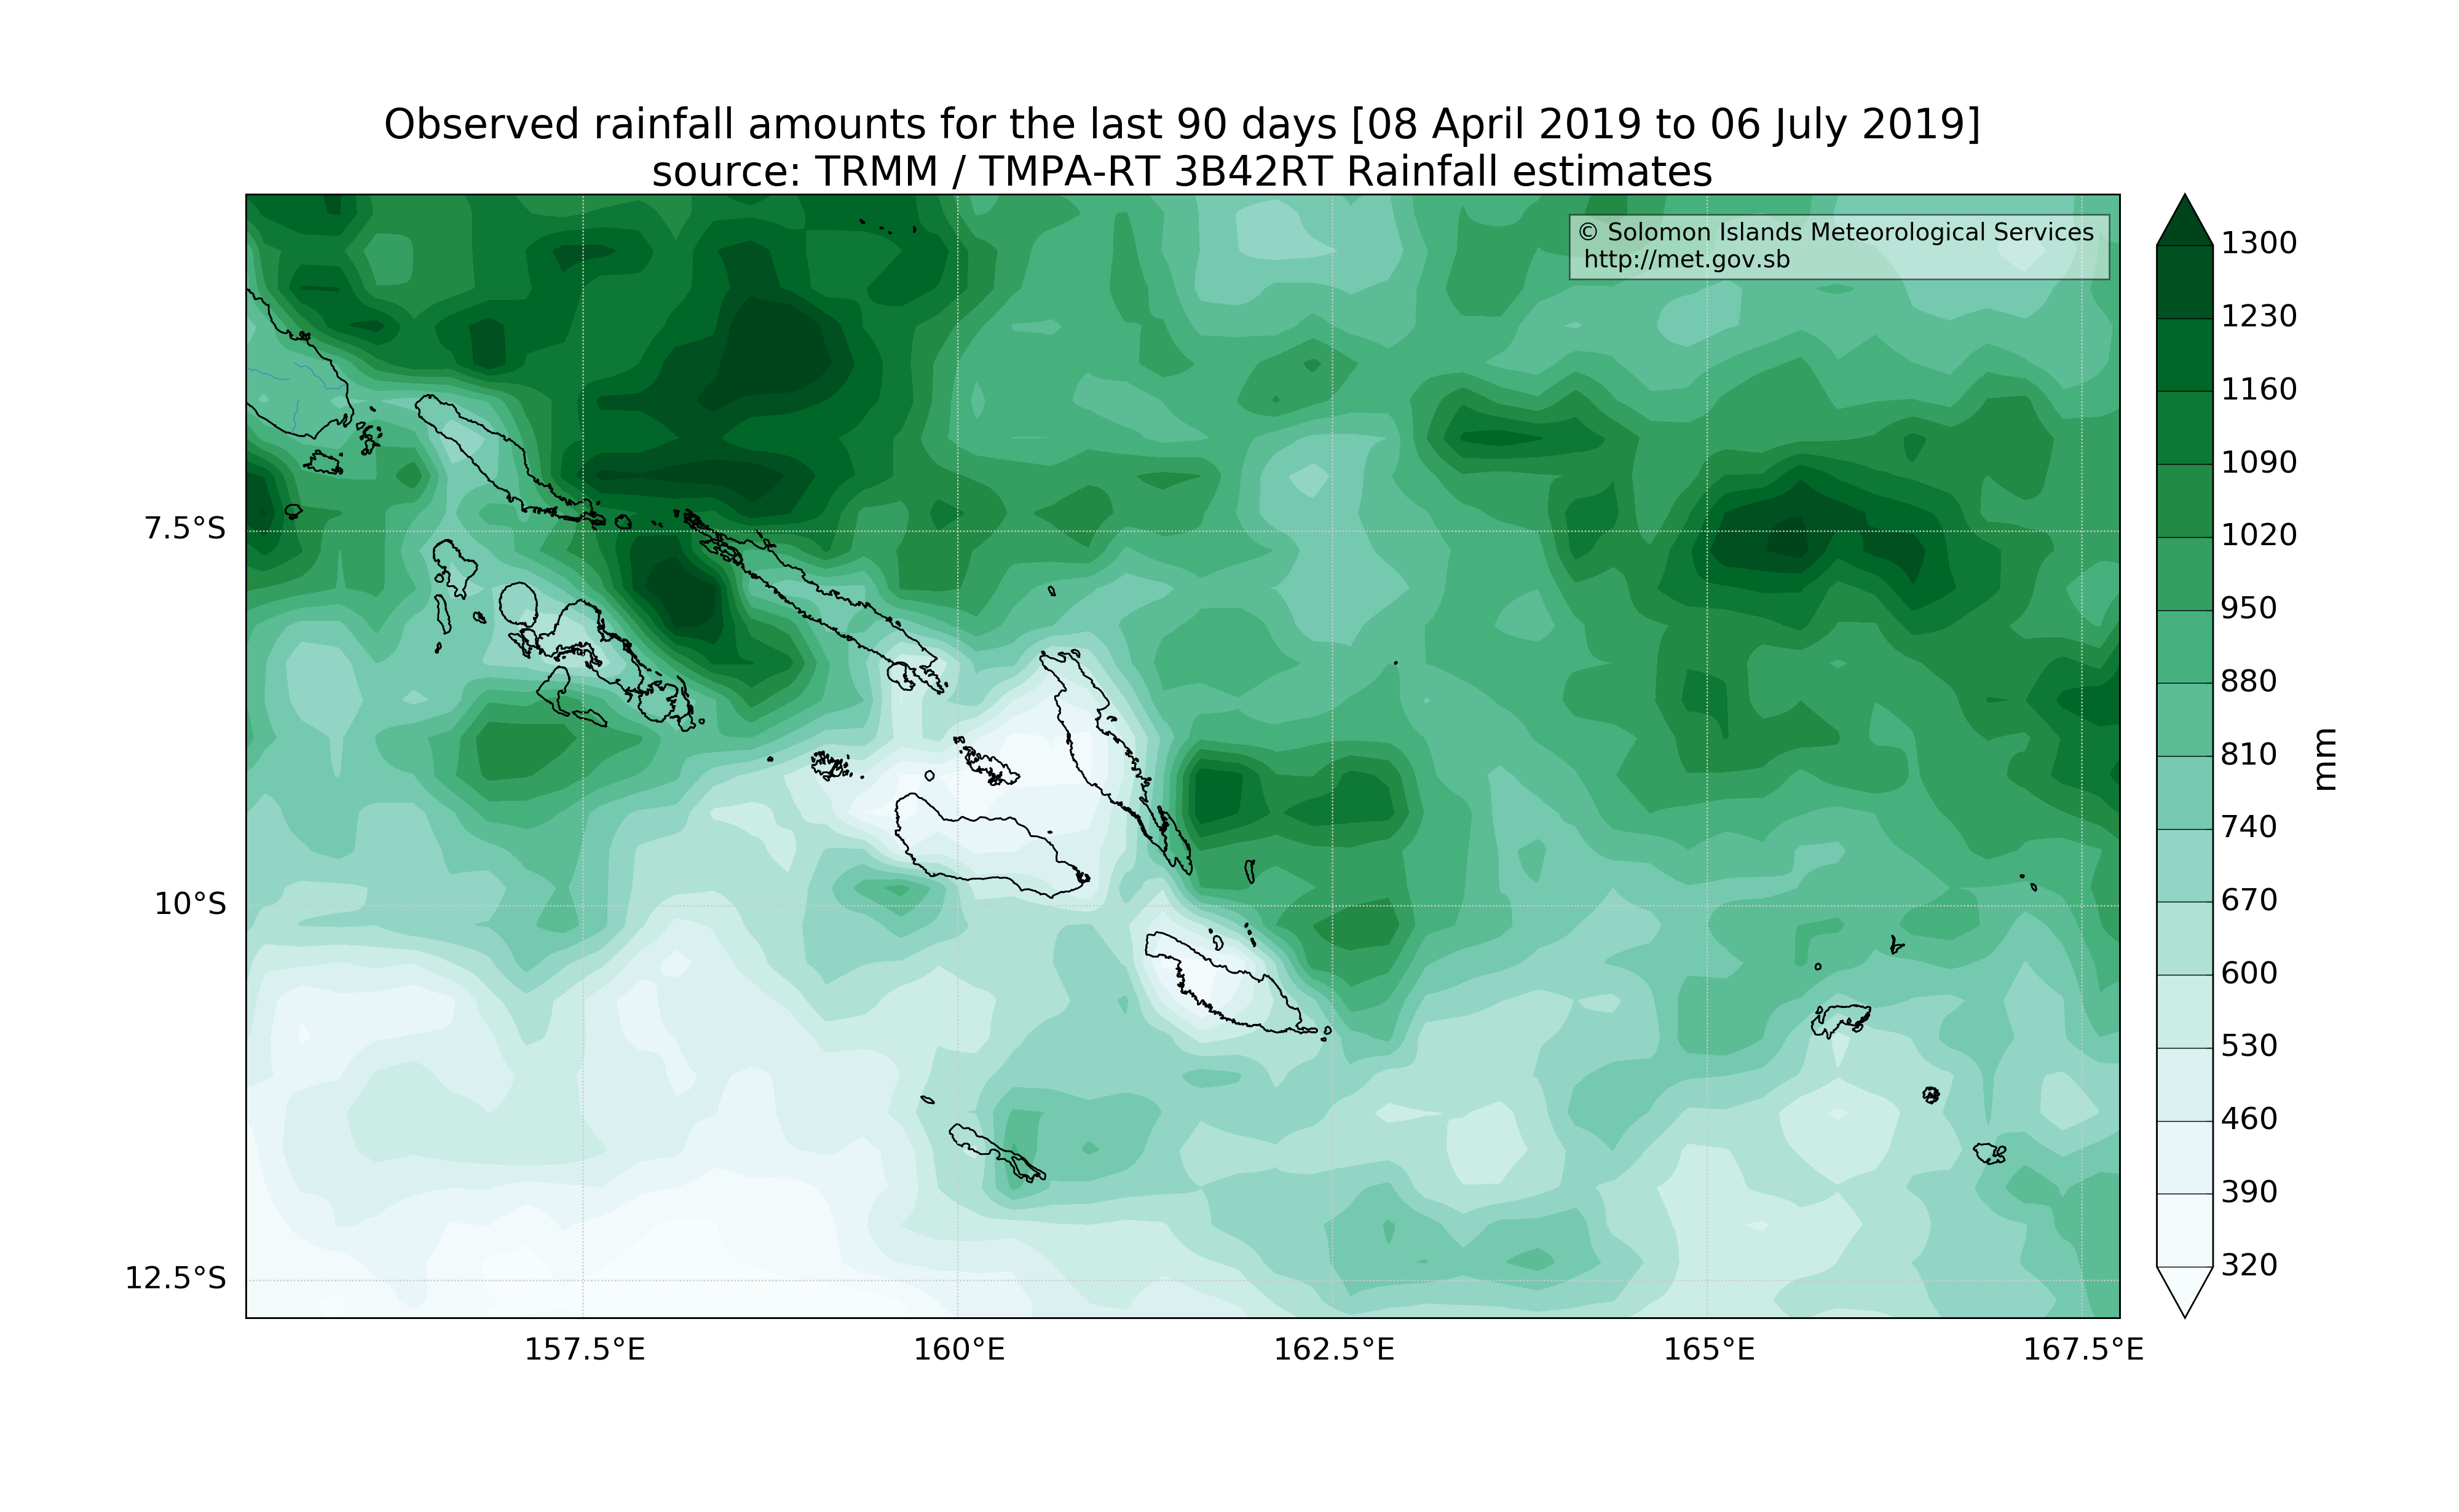 Observed rainfall amounts for the last 90 days [08 April 2019 to 06 July 2019]
source: TRMM / TMPA-RT 3B42RT Rainfall estimates
© Solomon Islands Meteorological Services
http://met.gov.sb
7.5°S
10°S
12.5°S
157.5°E
160°E
162.5°E
165°E
167.5°E
1300
1230
1160
1090
1020
950
880
810
740
670
600
530
460
390
320
mm